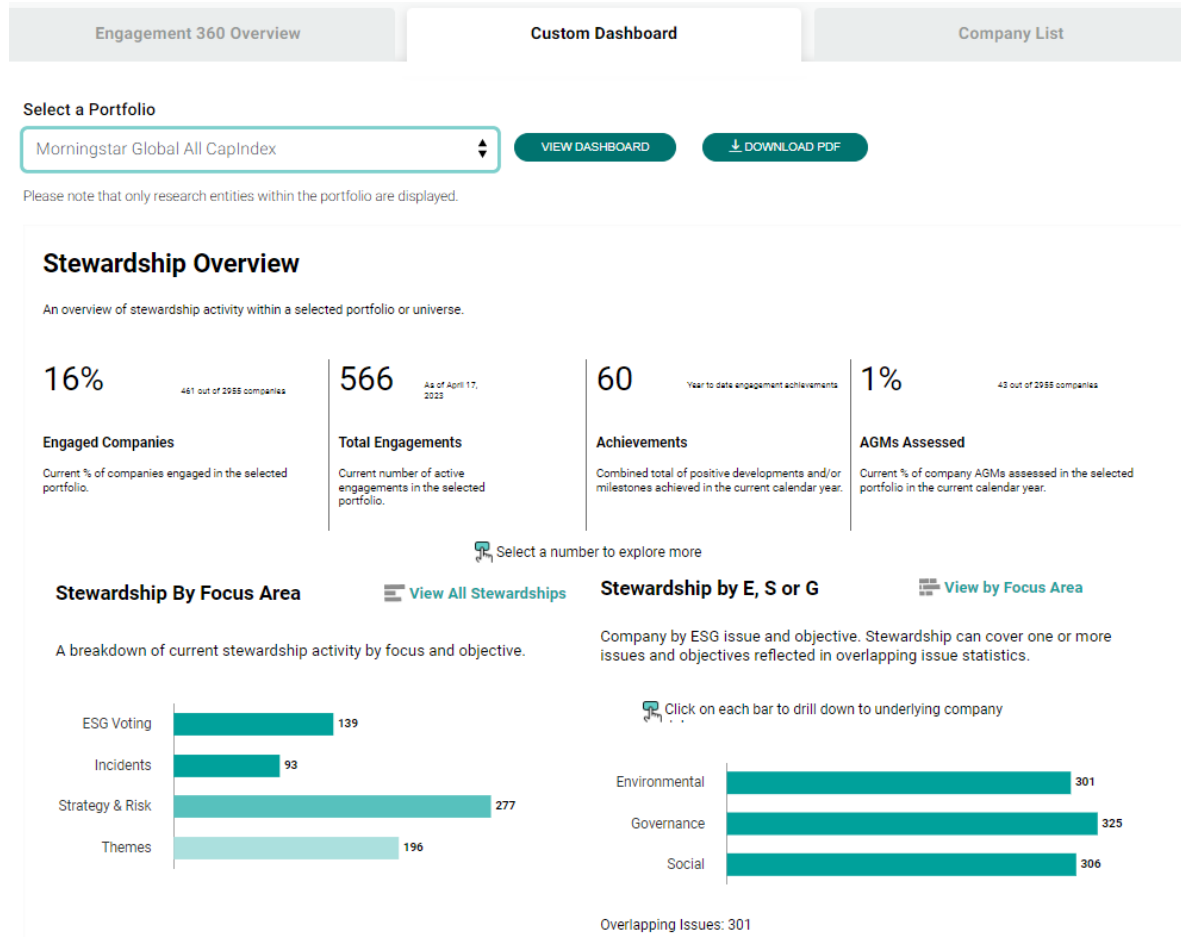 Engagement 360 Overview
Custom Dashboard
Company List
Select a Portfolio
Morningstar Global All CapIndex
VIEW DASHBOARD
DOWNLOAD PDF
Please note that only research entities within the portfolio are displayed.
Stewardship Overview
An overview of stewardship activity within a selected portfolio or universe.
16%
461 out of 2955 companies
Engaged Companies
Current % of companies engaged in the selected
portfolio.
566
As of April 17,
2023
Total Engagements
Current number of active
engagements in the selected
portfolio.
60
Year to date engagement achievements
Achievements
Combined total of positive developments and/or
milestones achieved in the current calendar year.
1%
43 out of 2955 companies
AGMs Assessed
Current % of company AGMs assessed in the selected
portfolio in the current calendar year.
Select a number to explore more
Stewardship By Focus Area
View All Stewardships
A breakdown of current stewardship activity by focus and objective.
ESG Voting 139
Incidents 93
Strategy & Risk 277
Themes 196
Stewardship by E, S or G
View by Focus Area
Company by ESG issue and objective. Stewardship can cover one or more
issues and objectives reflected in overlapping issue statistics.
Click on each bar to drill down to underlying company
Environmental 301
Governance 325
Social 306
Overlapping Issues: 301